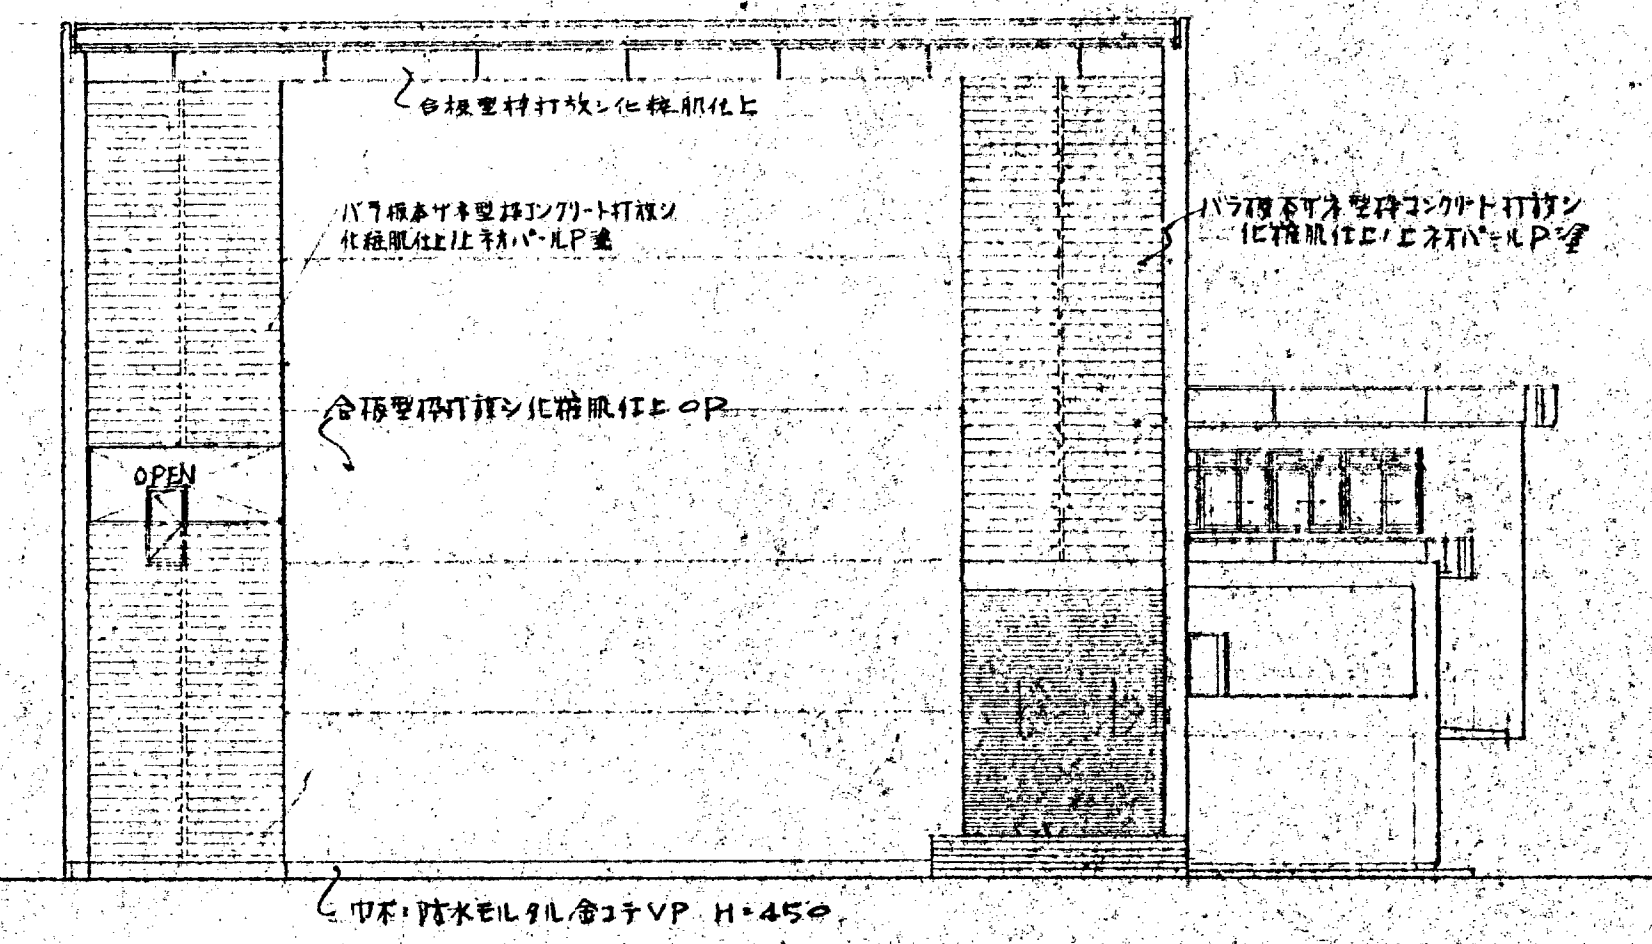 合板型枠打放シ化粧肌仕上
バラ板本ザネ型枠コンクリート打放シ
化粧肌仕上ノ上ネオパールP塗
バラ板本ザネ型枠コンクリート打放シ
化粧肌仕上ノ上ネオパールP塗
合板型枠打放シ化粧肌仕上OP
OPEN
巾木:防水モルタル金コテVP H=450